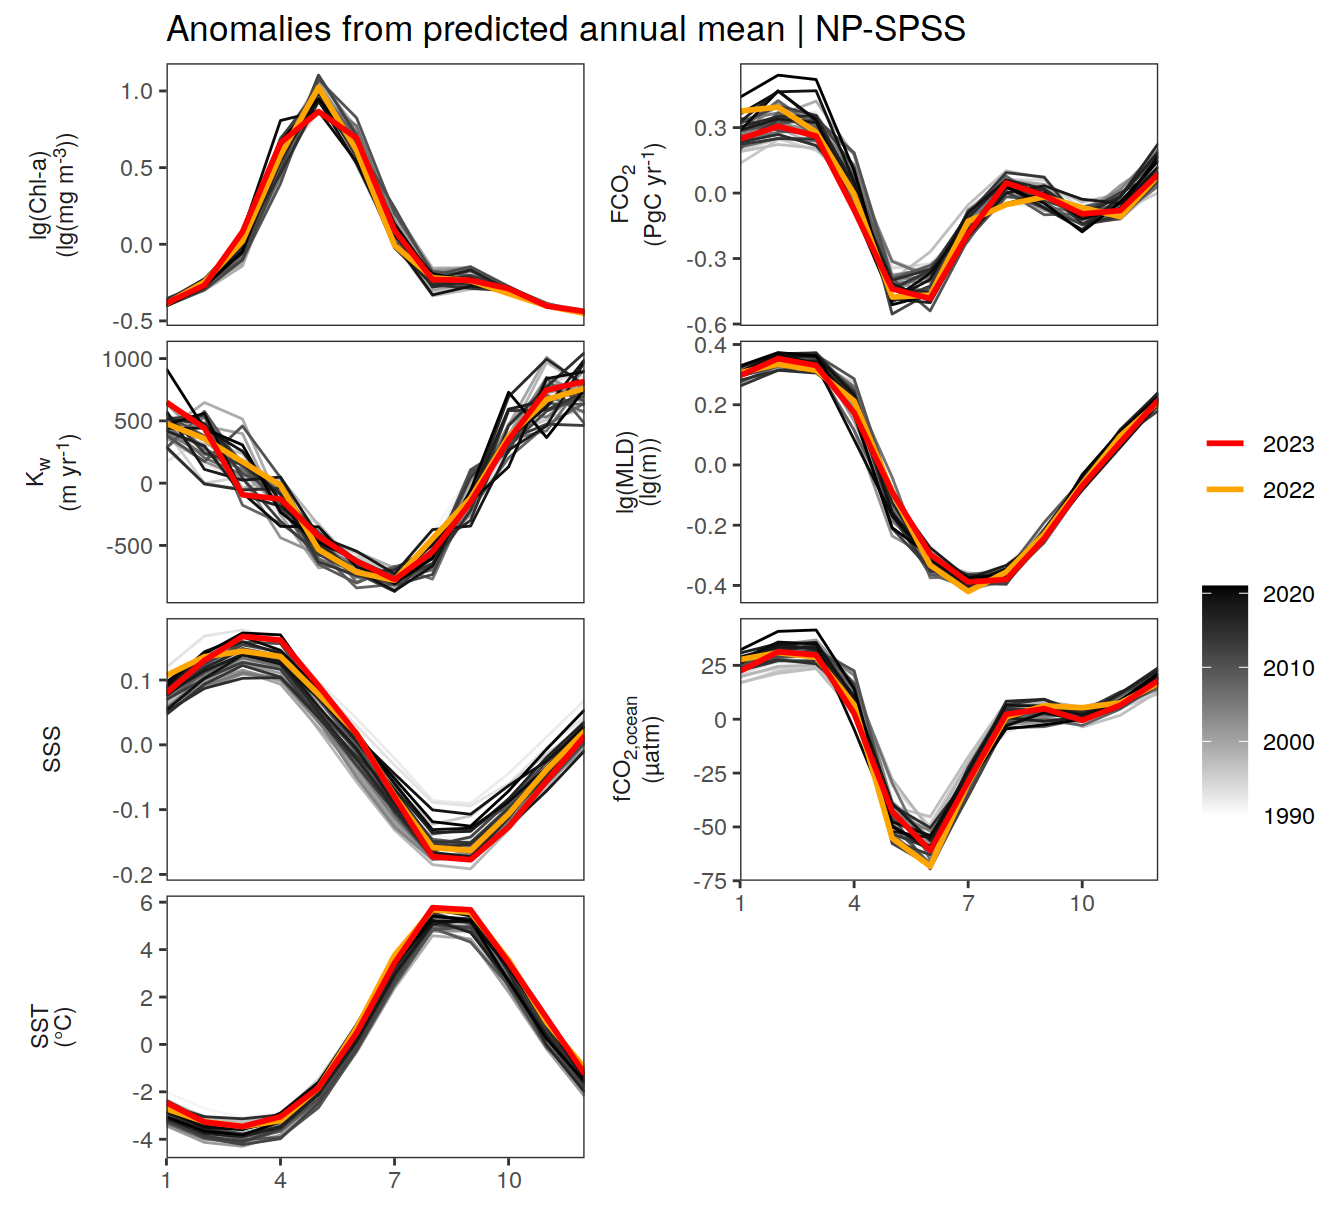 Anomalies from predicted annual mean | NP-SPSS
lg(Chl-a)
(lg(mg m-3))
1.0
0.5
0.0
-0.5
FCO2
(PgC yr-1)
0.3
0.0
-0.3
-0.6
Kw
(m yr-1)
1000
500
0
-500
lg(MLD)
(lg(m))
0.4
0.2
0.0
-0.2
-0.4
SSS
0.1
0.0
-0.1
-0.2
fCO2,ocean
(µatm)
25
0
-25
-50
-75
1 4 7 10
SST
(°C)
6
4
2
0
-2
-4
1 4 7 10
2023
2022
2020
2010
2000
1990